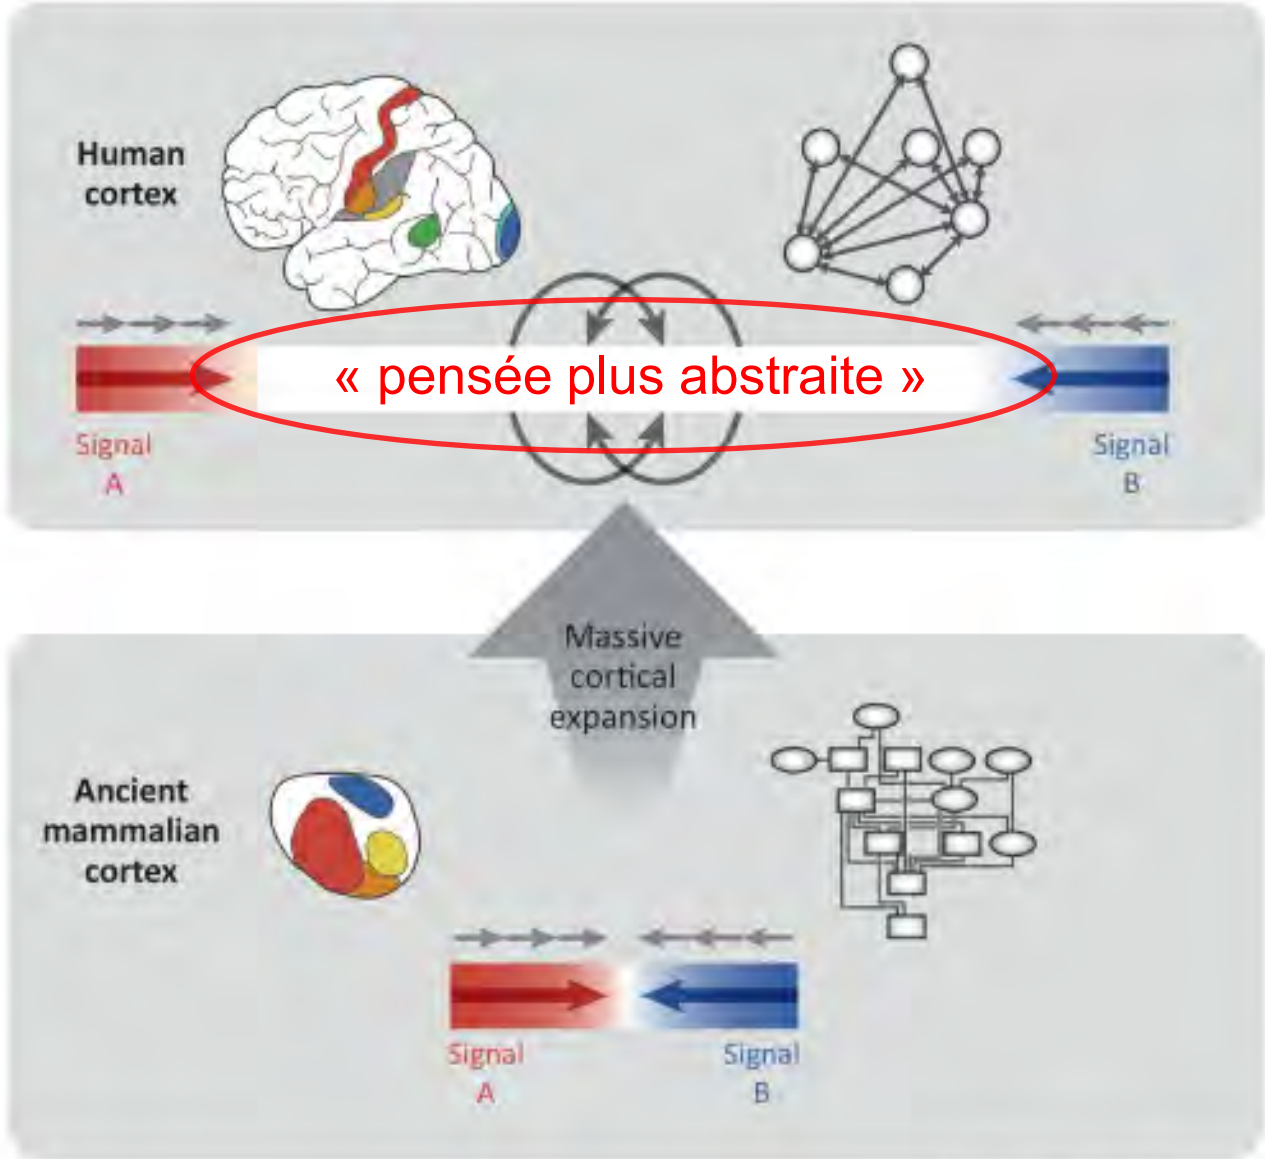 Human
cortex
« pensée plus abstraite »
Signal
A
Signal
B
Massive
cortical
expansion
Ancient
mammalian
cortex
Signal
A
Signal
B